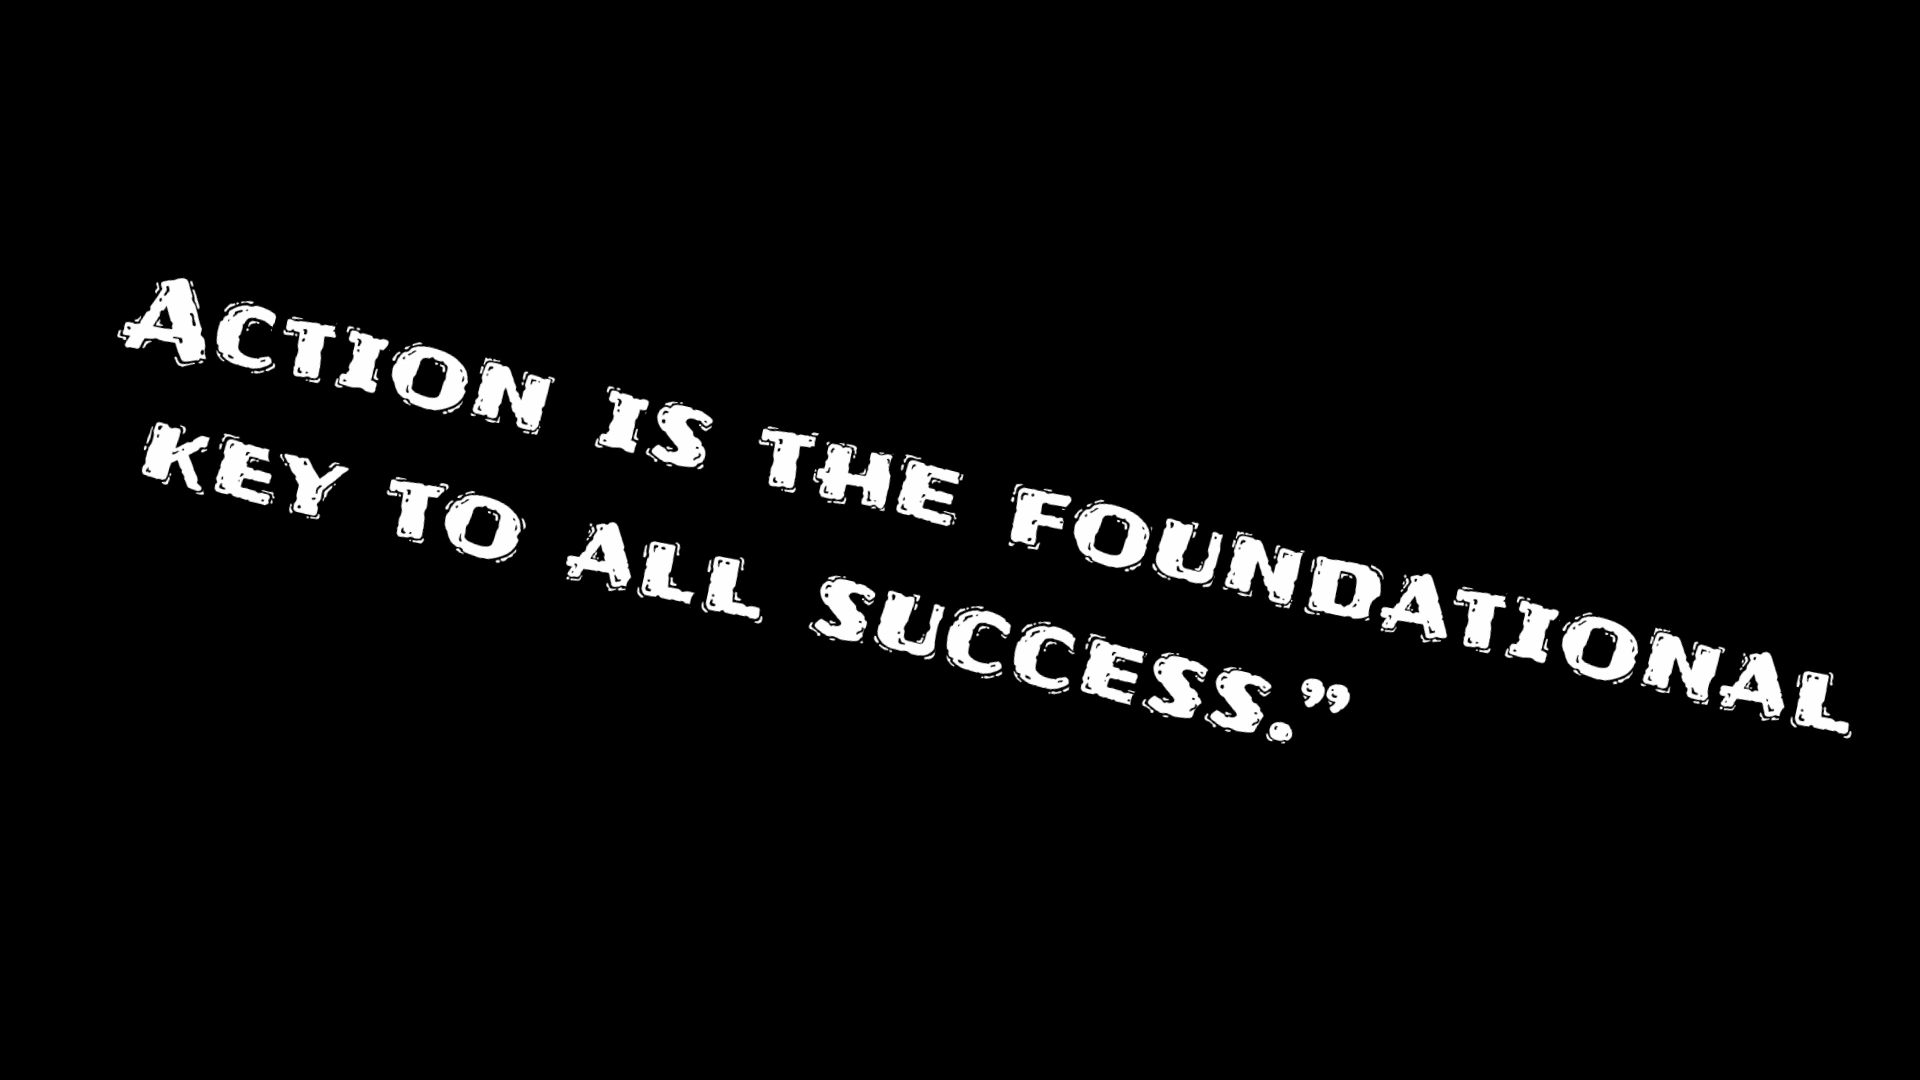 Action is the foundational
key to all success.”